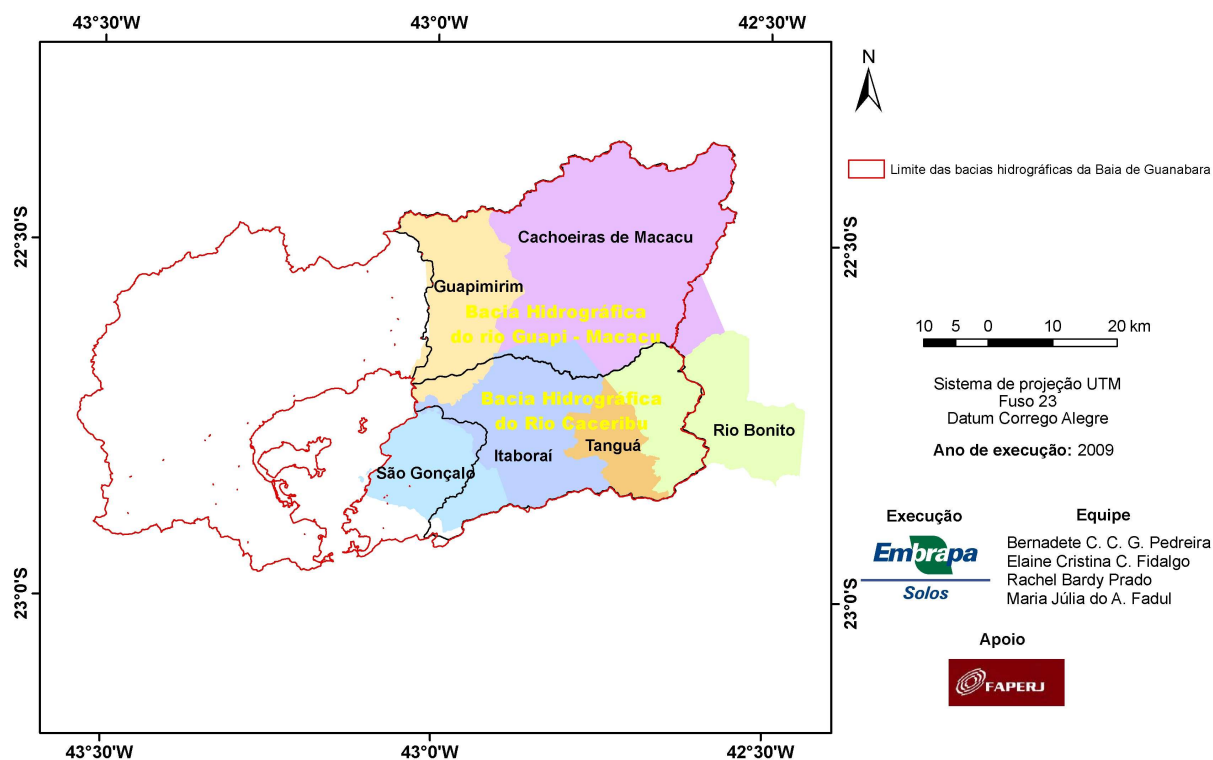 43°30'W 43°0'W 42°30'W
N
Limite das bacias hidrográficas da Baia de Guanabara
22°30'S
22°30'S
Cachoeiras de Macacu
Guapimirim
Bacia Hidrográfica
do rio Guapi - Macacu
10 5 0 10 20 km
Sistema de projeção UTM
Fuso 23
Datum Corrego Alegre
Ano de execução: 2009
Bacia Hidrográfica
do Rio Caceribu
Rio Bonito
Tanguá
Itaboraí
São Gonçalo
Execução
Embrapa
Solos
Equipe
Bernadete C. C. G. Pedreira
Elaine Cristina C. Fidalgo
Rachel Bardy Prado
Maria Júlia do A. Fadul
23°0'S
23°0'S
Apoio
FAPERJ
43°30'W 43°0'W 42°30'W